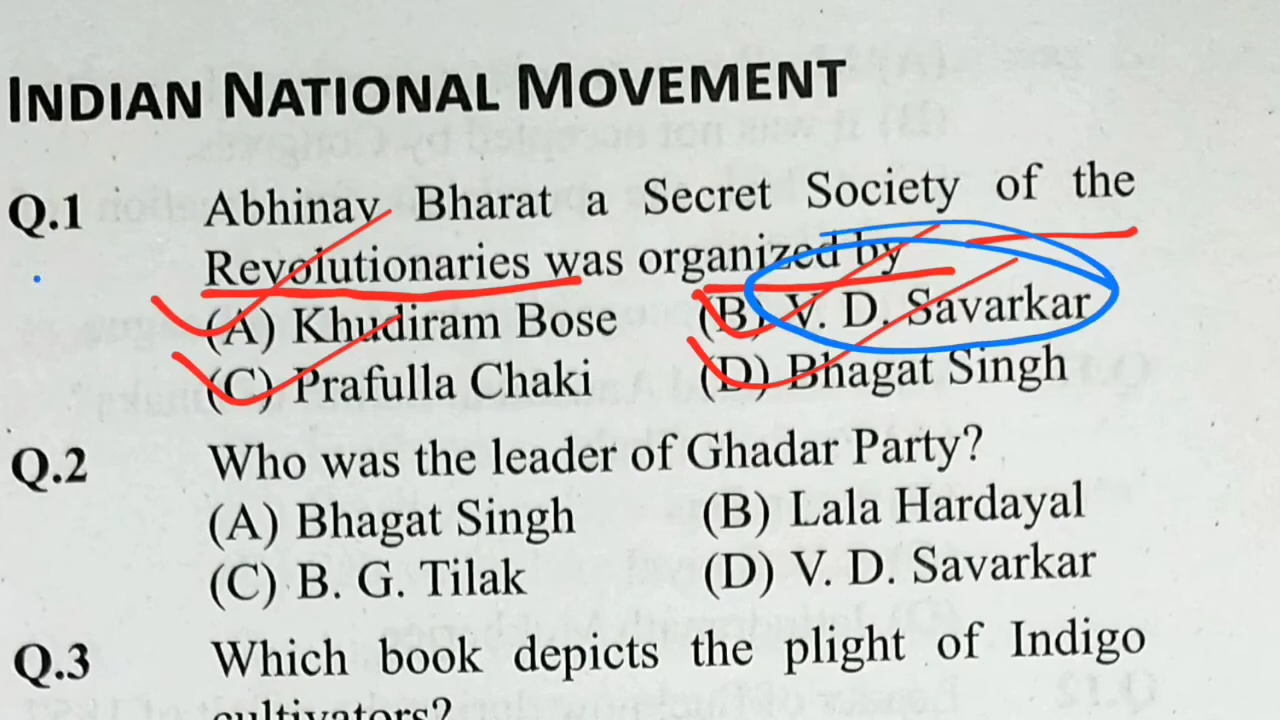 INDIAN NATIONAL MOVEMENT
Q.1 Abhinav Bharat a Secret Society of the
Revolutionaries was organized by
(A) Khudiram Bose (B) V. D. Savarkar
(C) Prafulla Chaki (D) Bhagat Singh
Q.2 Who was the leader of Ghadar Party?
(A) Bhagat Singh (B) Lala Hardayal
(C) B. G. Tilak (D) V. D. Savarkar
Q.3 Which book depicts the plight of Indigo
cultivators?